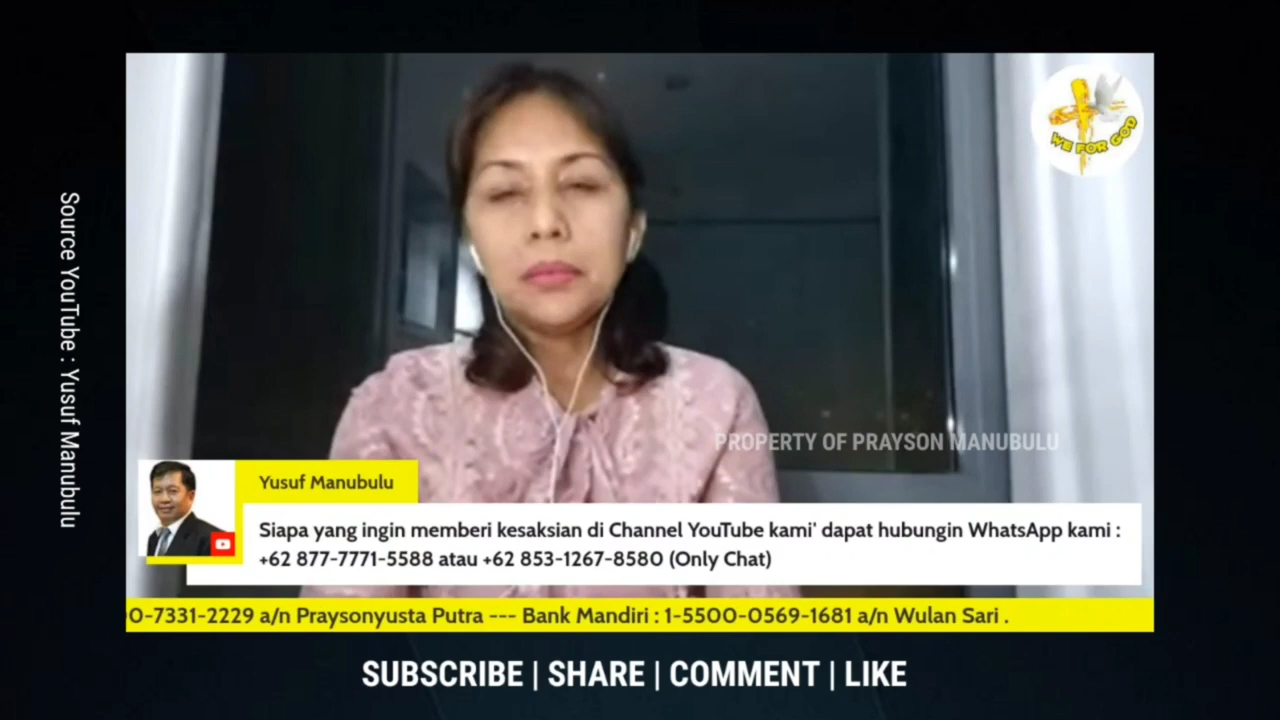 Source YouTube : Yusuf Manubulu
WE FOR GOD
PROPERTY OF PRAYSON MANUBULU
Yusuf Manubulu
Siapa yang ingin memberi kesaksian di Channel YouTube kami' dapat hubungin WhatsApp kami :
+62 877-7771-5588 atau +62 853-1267-8580 (Only Chat)
0-7331-2229 a/n Praysonyusta Putra --- Bank Mandiri : 1-5500-0569-1681 a/n Wulan Sari .
SUBSCRIBE | SHARE | COMMENT | LIKE